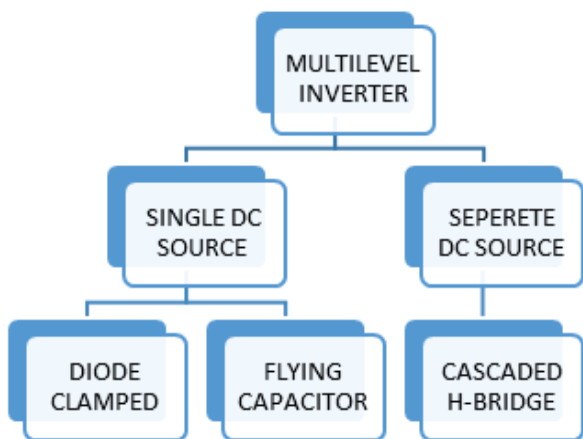 MULTILEVEL
INVERTER
SINGLE DC
SOURCE
SEPERETE
DC SOURCE
DIODE
CLAMPED
FLYING
CAPACITOR
CASCADED
H-BRIDGE